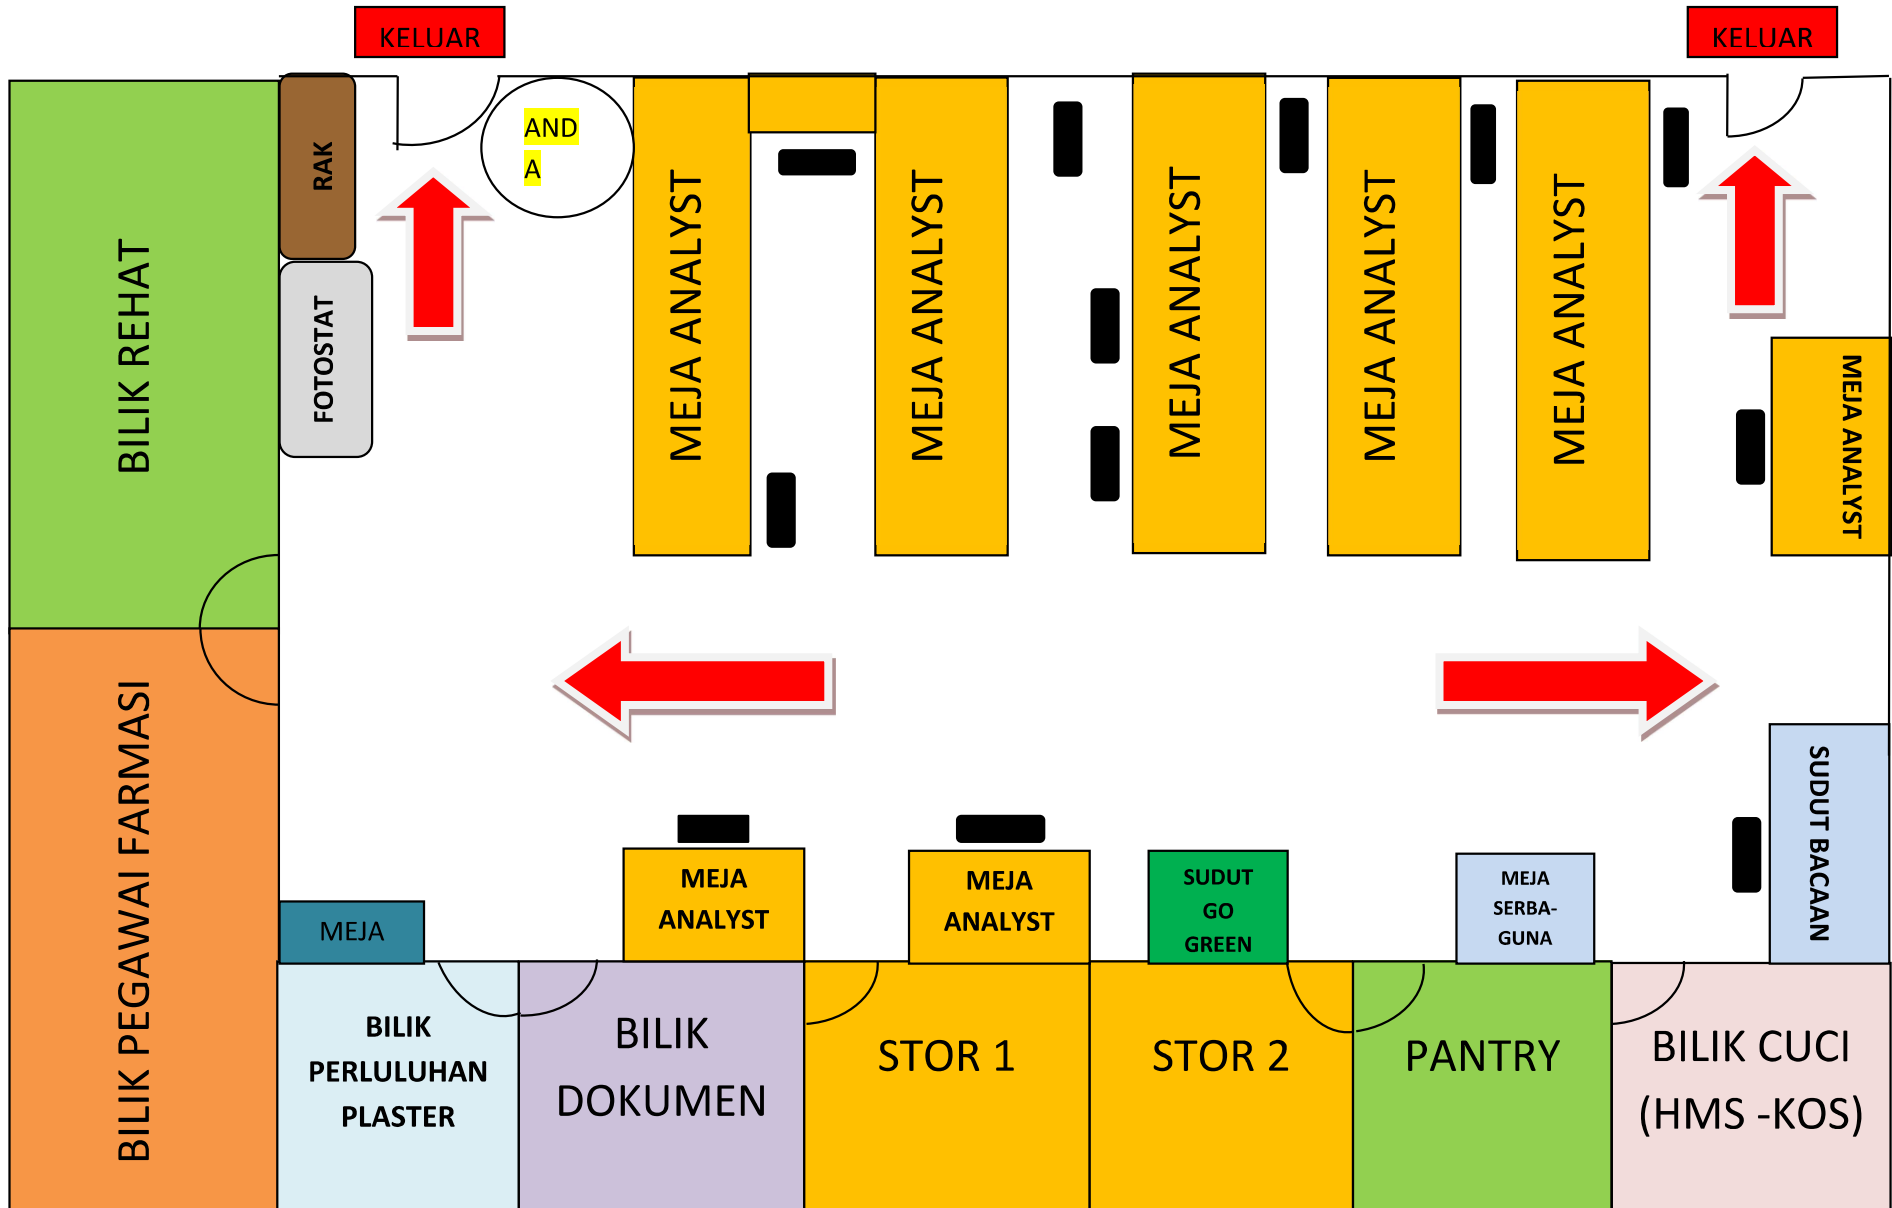 KELUAR
KELUAR
AND
A
RAK
FOTOSTAT
BILIK REHAT
MEJA ANALYST
MEJA ANALYST
MEJA ANALYST
MEJA ANALYST
MEJA ANALYST
MEJA ANALYST
BILIK PEGAWAI FARMASI
SUDUT BACAAN
MEJA
MEJA
ANALYST
MEJA
ANALYST
SUDUT
GO
GREEN
MEJA
SERBA-
GUNA
BILIK
PERLULUHAN
PLASTER
BILIK
DOKUMEN
STOR 1
STOR 2
PANTRY
BILIK CUCI
(HMS -KOS)